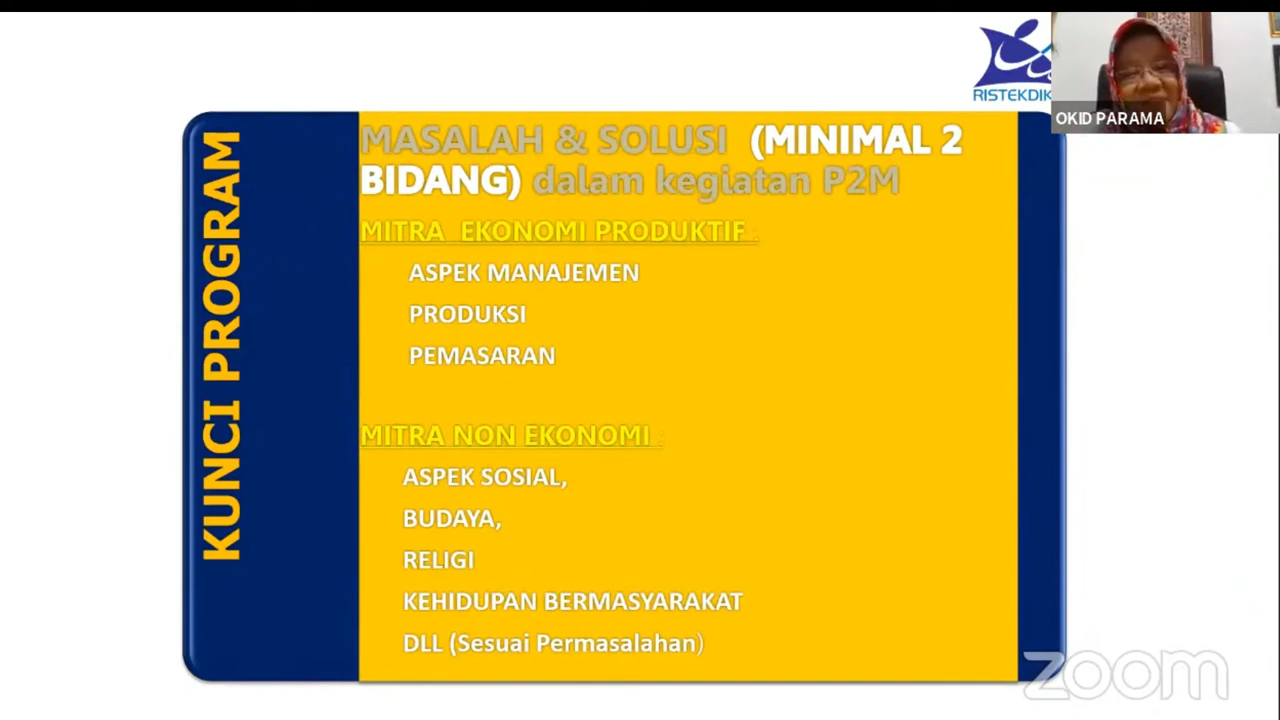 RISTEKDIK
OKID PARAMA
KUNCI PROGRAM
MASALAH & SOLUSI (MINIMAL 2
BIDANG) dalam kegiatan P2M
MITRA EKONOMI PRODUKTIF :
ASPEK MANAJEMEN
PRODUKSI
PEMASARAN
MITRA NON EKONOMI :
ASPEK SOSIAL,
BUDAYA,
RELIGI
KEHIDUPAN BERMASYARAKAT
DLL (Sesuai Permasalahan)
zoom